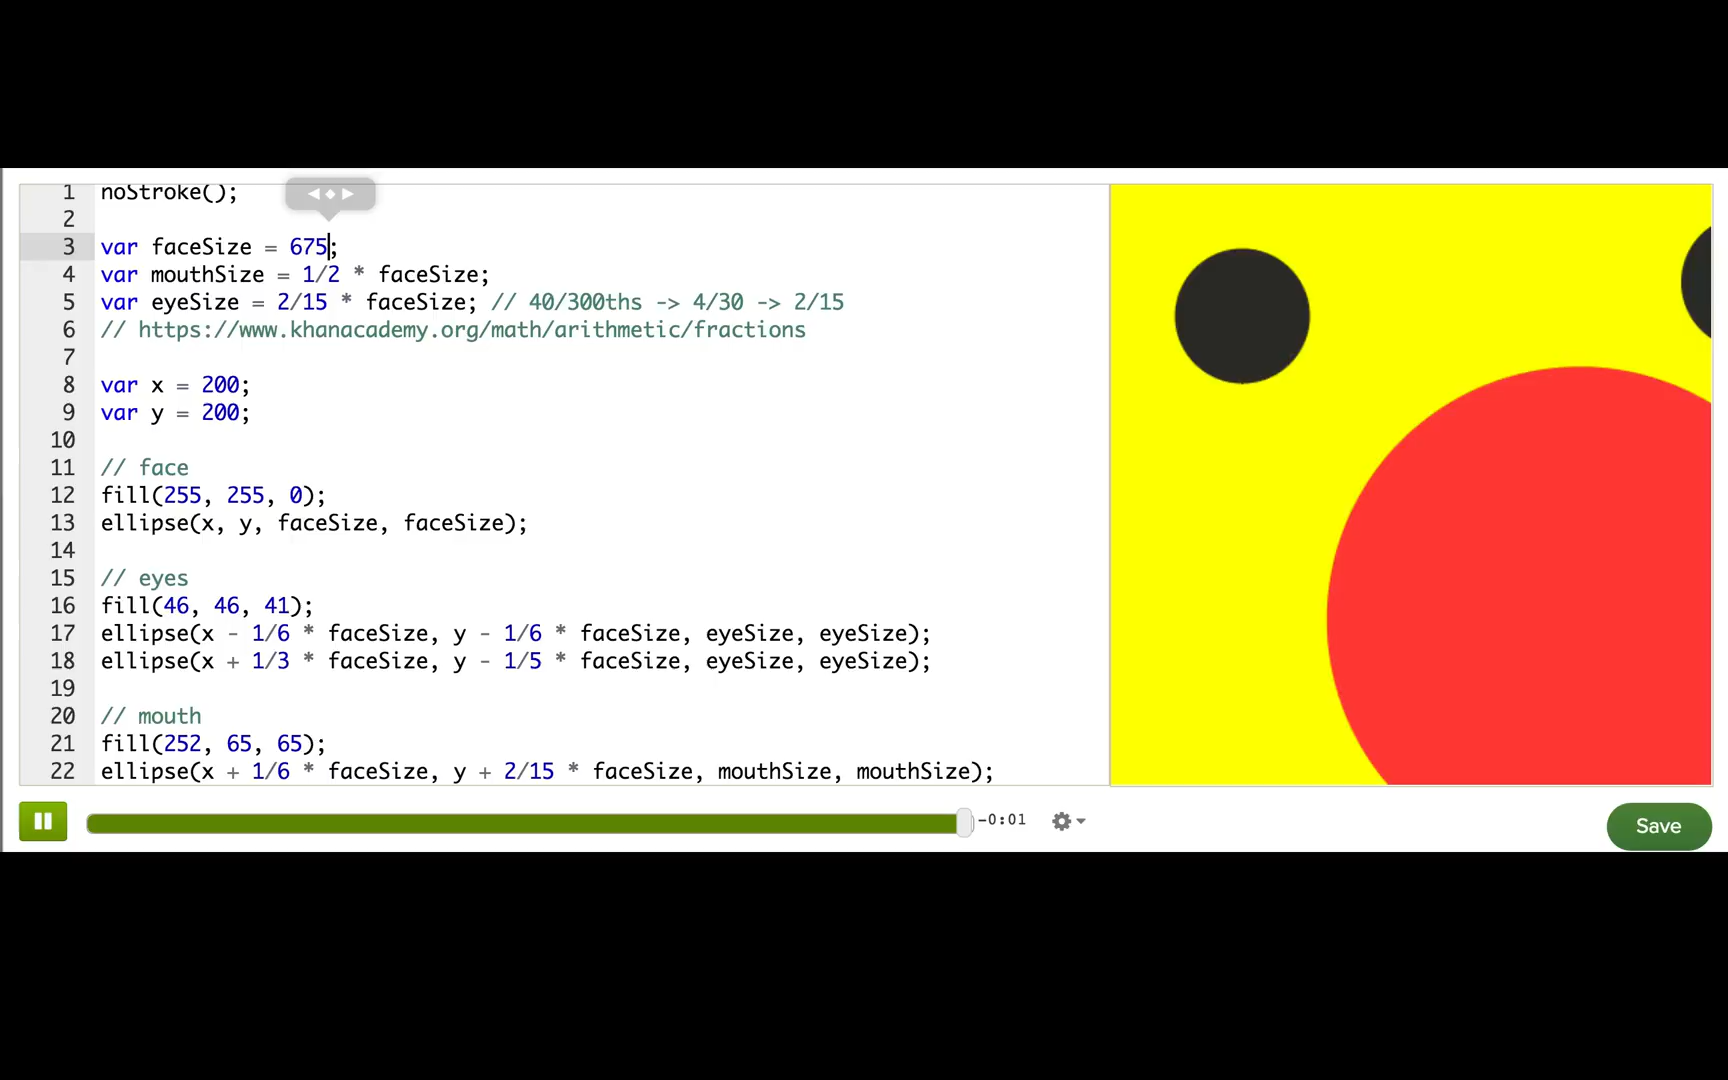 1 noStroke();
2
3 var faceSize = 675;
4 var mouthSize = 1/2 * faceSize;
5 var eyeSize = 2/15 * faceSize; // 40/300ths -> 4/30 -> 2/15
6 // https://www.khanacademy.org/math/arithmetic/fractions
7
8 var x = 200;
9 var y = 200;
10
11 // face
12 fill(255, 255, 0);
13 ellipse(x, y, faceSize, faceSize);
14
15 // eyes
16 fill(46, 46, 41);
17 ellipse(x - 1/6 * faceSize, y - 1/6 * faceSize, eyeSize, eyeSize);
18 ellipse(x + 1/3 * faceSize, y - 1/5 * faceSize, eyeSize, eyeSize);
19
20 // mouth
21 fill(252, 65, 65);
22 ellipse(x + 1/6 * faceSize, y + 2/15 * faceSize, mouthSize, mouthSize);
-0:01
Save